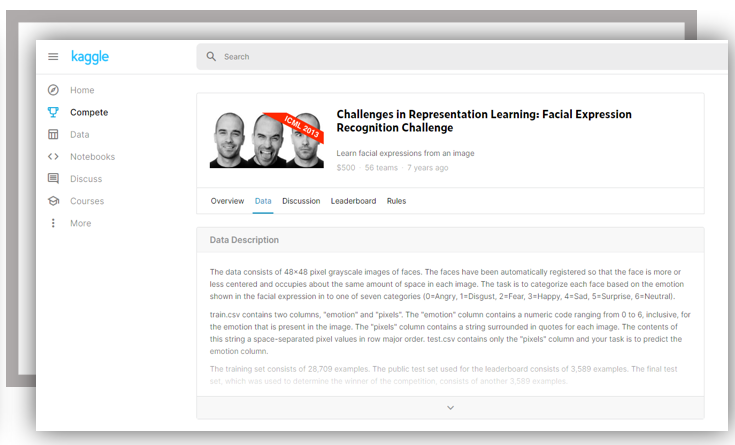 kaggle
Search
Home
Compete
Data
Notebooks
Discuss
Courses
More
ICML 2013
Challenges in Representation Learning: Facial Expression
Recognition Challenge
Learn facial expressions from an image
$500 · 56 teams · 7 years ago
Overview Data Discussion Leaderboard Rules
Data Description
The data consists of 48×48 pixel grayscale images of faces. The faces have been automatically registered so that the face is more or
less centered and occupies about the same amount of space in each image. The task is to categorize each face based on the emotion
shown in the facial expression in to one of seven categories (0=Angry, 1=Disgust, 2=Fear, 3=Happy, 4=Sad, 5=Surprise, 6=Neutral).
train.csv contains two columns, "emotion" and "pixels". The "emotion" column contains a numeric code ranging from 0 to 6, inclusive, for
the emotion that is present in the image. The "pixels" column contains a string surrounded in quotes for each image. The contents of
this string a space-separated pixel values in row major order. test.csv contains only the "pixels" column and your task is to predict the
emotion column.
The training set consists of 28,709 examples. The public test set used for the leaderboard consists of 3,589 examples. The final test
set, which was used to determine the winner of the competition, consists of another 3,589 examples.